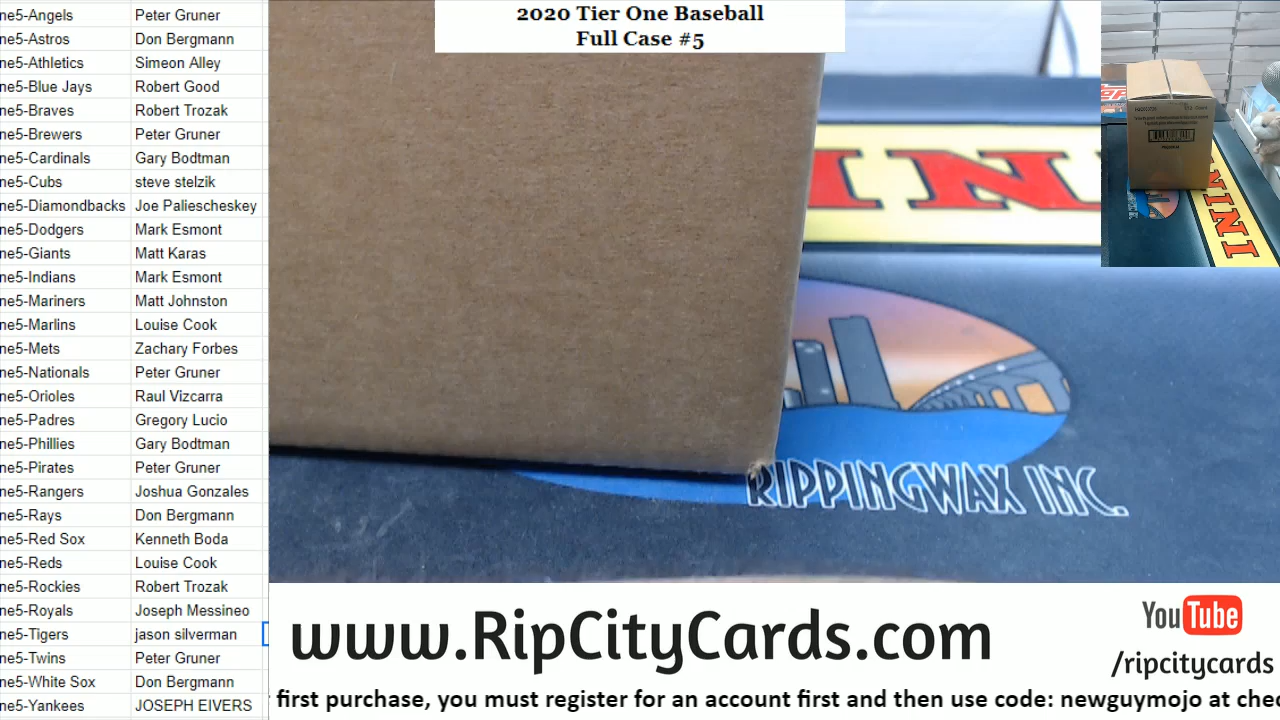 ne5-Angels Peter Gruner
ne5-Astros Don Bergmann
ne5-Athletics Simeon Alley
ne5-Blue Jays Robert Good
ne5-Braves Robert Trozak
ne5-Brewers Peter Gruner
ne5-Cardinals Gary Bodtman
ne5-Cubs steve stelzik
ne5-Diamondbacks Joe Paliescheskey
ne5-Dodgers Mark Esmont
ne5-Giants Matt Karas
ne5-Indians Mark Esmont
ne5-Mariners Matt Johnston
ne5-Marlins Louise Cook
ne5-Mets Zachary Forbes
ne5-Nationals Peter Gruner
ne5-Orioles Raul Vizcarra
ne5-Padres Gregory Lucio
ne5-Phillies Gary Bodtman
ne5-Pirates Peter Gruner
ne5-Rangers Joshua Gonzales
ne5-Rays Don Bergmann
ne5-Red Sox Kenneth Boda
ne5-Reds Louise Cook
ne5-Rockies Robert Trozak
ne5-Royals Joseph Messineo
ne5-Tigers jason silverman
ne5-Twins Peter Gruner
ne5-White Sox Don Bergmann
ne5-Yankees JOSEPH EIVERS
2020 Tier One Baseball
Full Case #5
INI
RIPPINGWAX INC.
ININI
www.RipCityCards.com
YouTube
/ripcitycards
first purchase, you must register for an account first and then use code: newguymojo at chec